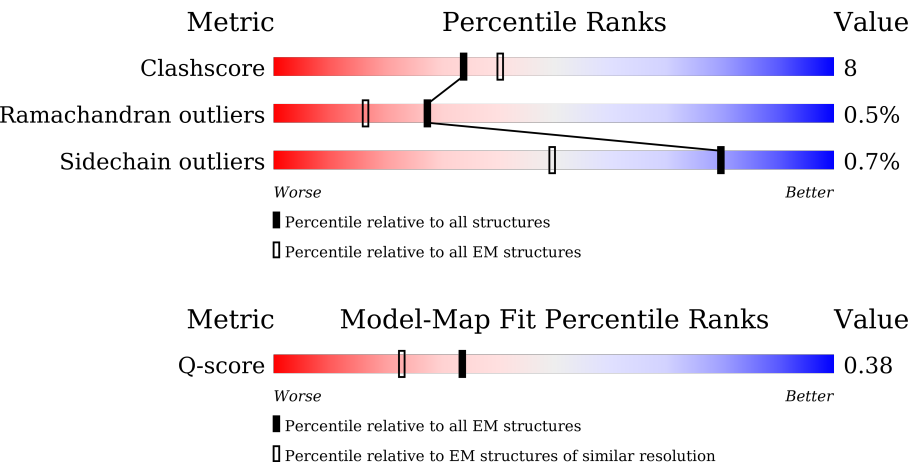 Metric Percentile Ranks Value
Clashscore 8
Ramachandran outliers 0.5%
Sidechain outliers 0.7%
Worse Better
Percentile relative to all structures
Percentile relative to all EM structures
Metric Model-Map Fit Percentile Ranks Value
Q-score 0.38
Worse Better
Percentile relative to all EM structures
Percentile relative to EM structures of similar resolution